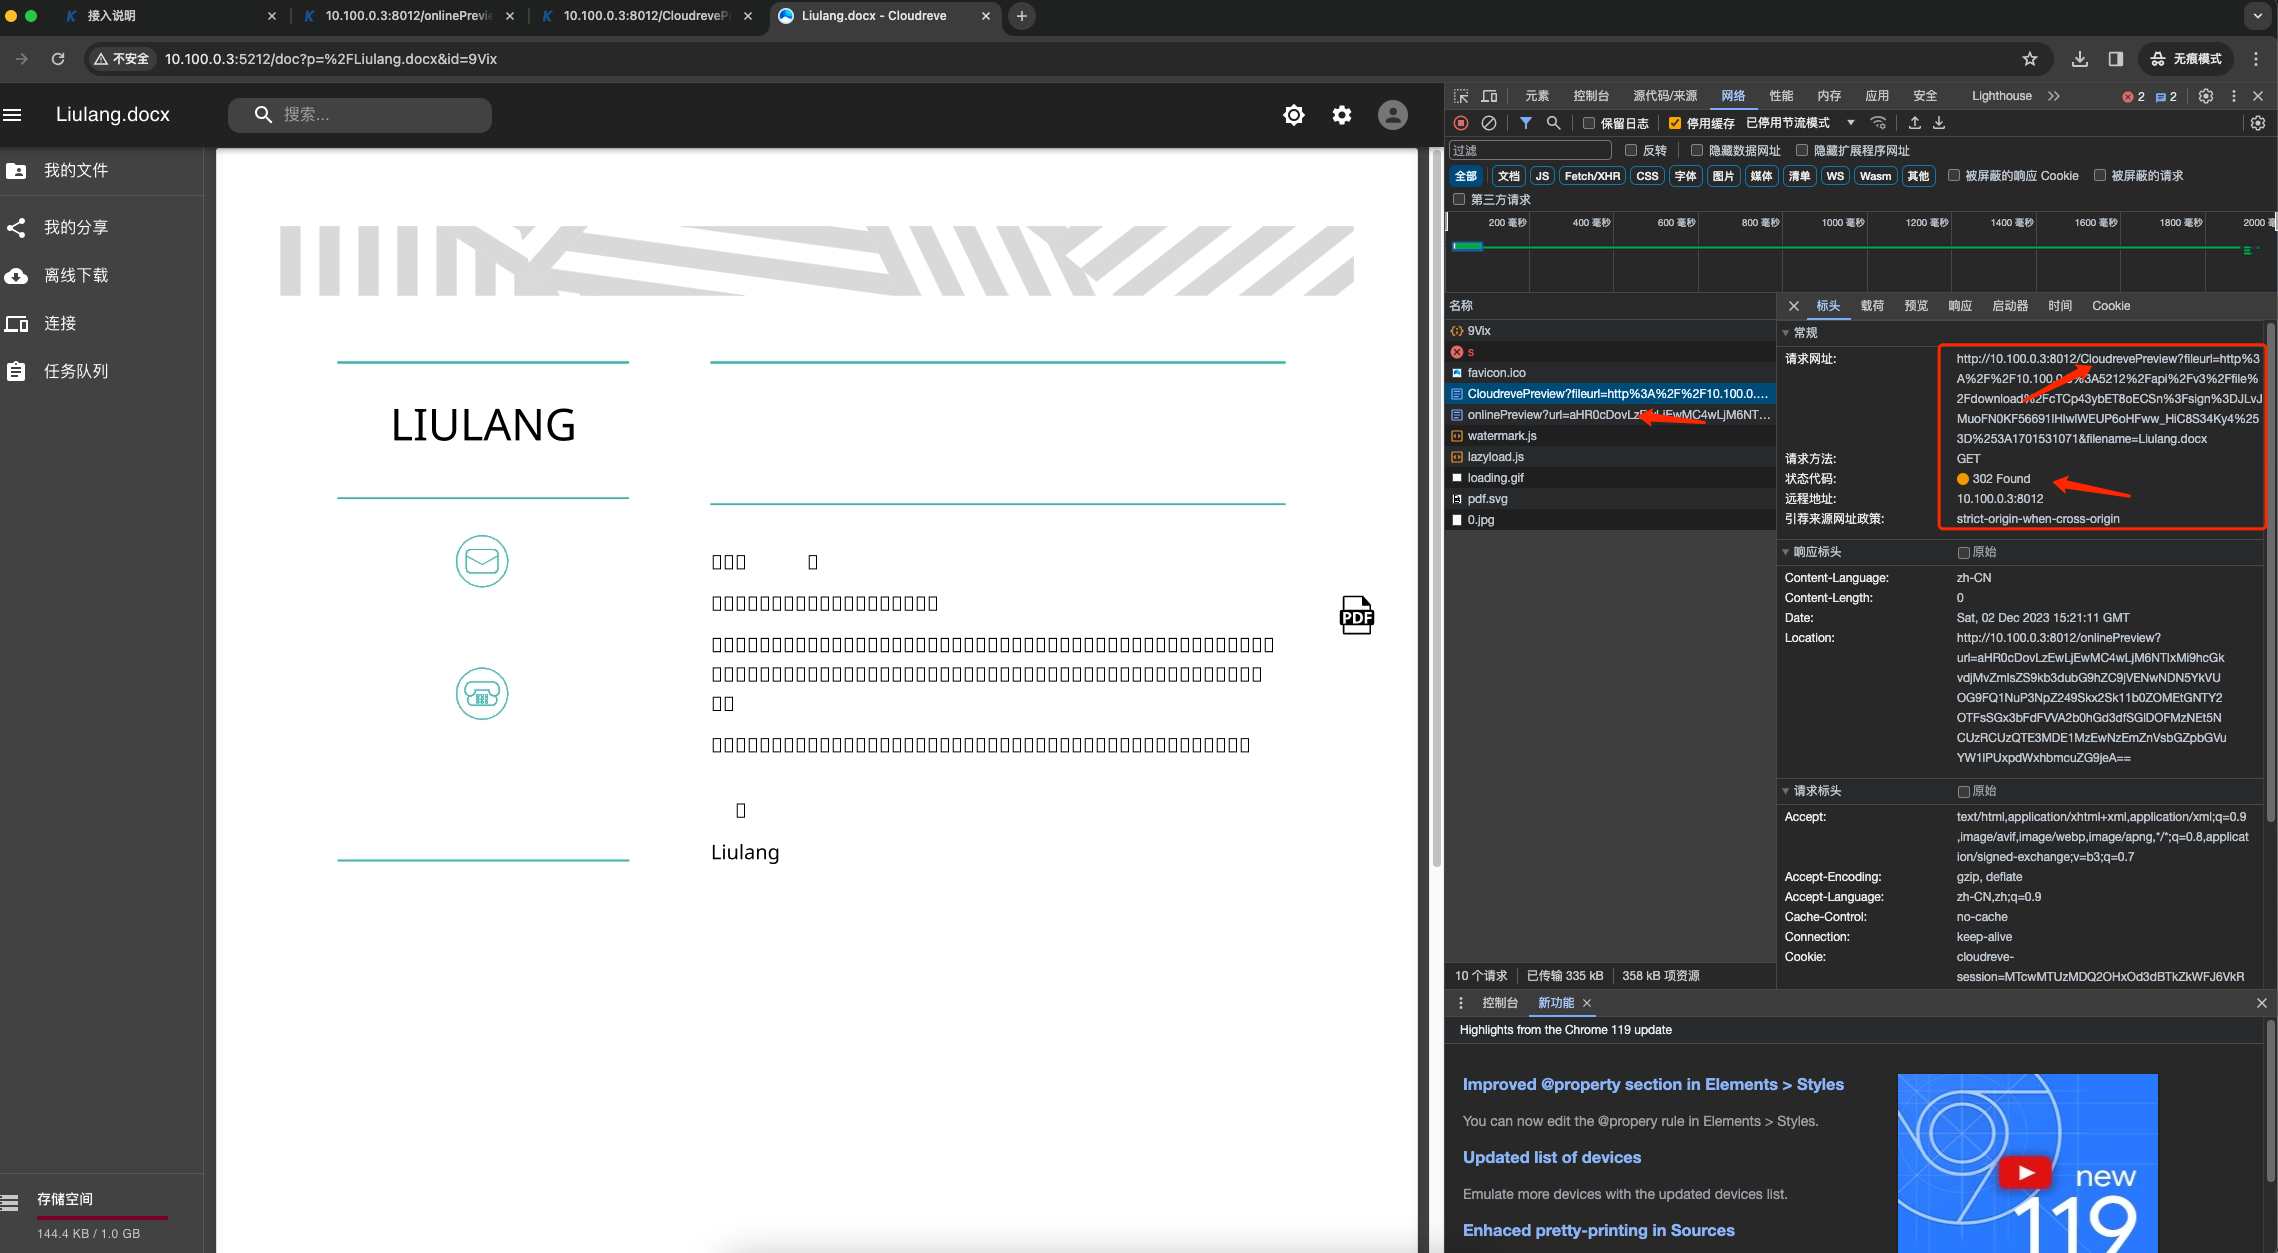 接入说明
10.100.0.3:8012/onlinePrevie
10.100.0.3:8012/CloudrevePr
Liulang.docx - Cloudreve
不安全
10.100.0.3:5212/doc?p=%2FLiulang.docx&id=9Vix
无痕模式
Liulang.docx
搜索...
我的文件
我的分享
离线下载
连接
任务队列
存储空间
144.4 KB / 1.0 GB
LIULANG
PDF
Liulang
元素
控制台
源代码/来源
网络
性能
内存
应用
安全
Lighthouse
2
2
保留日志
停用缓存
已停用节流模式
过滤
反转
隐藏数据网址
隐藏扩展程序网址
全部
文档
JS
Fetch/XHR
CSS
字体
图片
媒体
清单
WS
Wasm
其他
被屏蔽的响应 Cookie
被屏蔽的请求
第三方请求
200 毫秒
400 毫秒
600 毫秒
800 毫秒
1000 毫秒
1200 毫秒
1400 毫秒
1600 毫秒
1800 毫秒
2000 毫
名称
9Vix
s
favicon.ico
CloudrevePreview?fileurl=http%3A%2F%2F10.100.0....
onlinePreview?url=aHR0cDovLzEwLjEwMC4wLjM6NT...
watermark.js
lazyload.js
loading.gif
pdf.svg
0.jpg
10 个请求
已传输 335 kB
358 kB 项资源
标头
载荷
预览
响应
启动器
时间
Cookie
常规
请求网址:
http://10.100.0.3:8012/CloudrevePreview?fileurl=http%3
A%2F%2F10.100.0.3%3A5212%2Fapi%2Fv3%2Ffile%
2Fdownload%2FcTCp43ybET8oECSn%3Fsign%3DJLvJ
MuoFN0KF56691IHlwlWEUP6oHFww_HiC8S34Ky4%25
3D%253A1701531071&filename=Liulang.docx
请求方法:
GET
状态代码:
302 Found
远程地址:
10.100.0.3:8012
引荐来源网址政策:
strict-origin-when-cross-origin
响应标头
原始
Content-Language:
zh-CN
Content-Length:
0
Date:
Sat, 02 Dec 2023 15:21:11 GMT
Location:
http://10.100.0.3:8012/onlinePreview?
url=aHR0cDovLzEwLjEwMC4wLjM6NTIxMi9hcGk
vdjMvZmlsZS9kb3dubG9hZC9jVENwNDN5YkVU
OG9FQ1NuP3NpZ249Skx2Sk11b0ZOMEtGNTY2
OTFsSGx3bFdFVVA2b0hGd3dfSGlDOFMzNEt5N
CUzRCUzQTE3MDE1MzEwNzEmZnVsbGZpbGVu
YW1lPUxpdWxhbmcuZG9jeA==
请求标头
原始
Accept:
text/html,application/xhtml+xml,application/xml;q=0.9
,image/avif,image/webp,image/apng,*/*;q=0.8,applicat
ion/signed-exchange;v=b3;q=0.7
Accept-Encoding:
gzip, deflate
Accept-Language:
zh-CN,zh;q=0.9
Cache-Control:
no-cache
Connection:
keep-alive
Cookie:
cloudreve-
session=MTcwMTUzMDQ2OHxOd3dBTkZkWFJ6VkR
控制台
新功能
Highlights from the Chrome 119 update
Improved @property section in Elements > Styles
You can now edit the @propery rule in Elements > Styles.
Updated list of devices
Emulate more devices with the updated devices list.
Enhaced pretty-printing in Sources
new
119